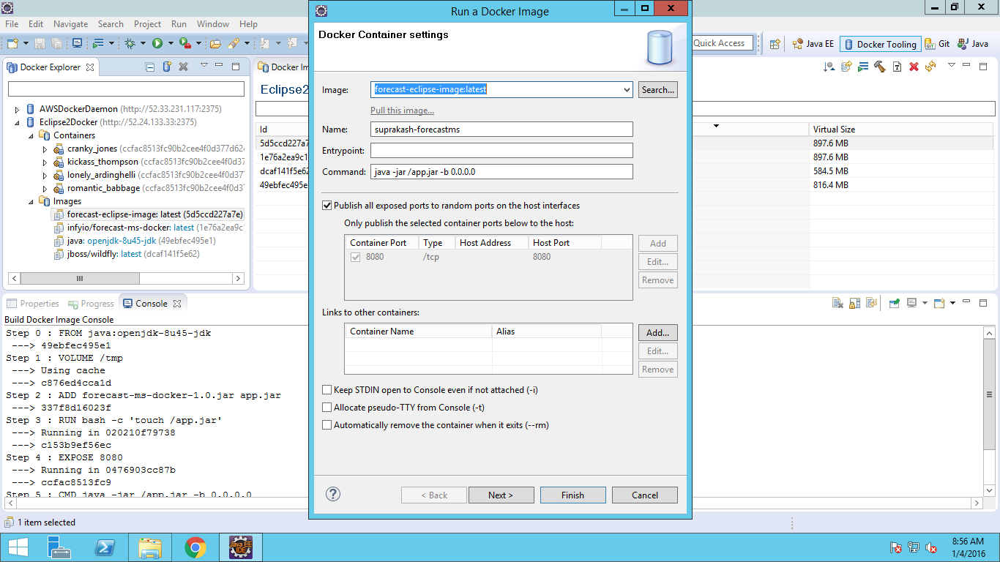 Run a Docker Image
File Edit Navigate Search Project Run Window Help
Quick Access
Java EE
Docker Tooling
Git
Java
Docker Explorer
AWSDockerDaemon (http://52.33.231.117:2375)
Eclipse2Docker (http://52.24.133.33:2375)
Containers
cranky_jones (ccfac8513fc90b2cee4f0d377d62
kickass_thompson (ccfac8513fc90b2cee4f0d37
lonely_ardinghelli (ccfac8513fc90b2cee4f0d377
romantic_babbage (ccfac8513fc90b2cee4f0d37
Images
forecast-eclipse-image: latest (5d5ccd227a7e)
infyio/forecast-ms-docker: latest (1e76a2ea9c1
java: openjdk-8u45-jdk (49ebfec495e1)
jboss/wildfly: latest (dcaf141f5e62)
Docker Im
Eclipse2
Id
5d5ccd227a7
1e76a2ea9c1
dcaf141f5e62
49ebfec495e
Virtual Size
897.6 MB
897.6 MB
584.5 MB
816.4 MB
Docker Container settings
Image: forecast-eclipse-image:latest Search...
Pull this image...
Name: suprakash-forecastms
Entrypoint:
Command: java -jar /app.jar -b 0.0.0.0
Publish all exposed ports to random ports on the host interfaces
Only publish the selected container ports below to the host:
Container Port Type Host Address Host Port
8080 /tcp 8080
Add
Edit...
Remove
Links to other containers:
Container Name Alias
Add...
Edit...
Remove
Keep STDIN open to Console even if not attached (-i)
Allocate pseudo-TTY from Console (-t)
Automatically remove the container when it exits (--rm)
< Back Next > Finish Cancel
Properties Progress Console
Build Docker Image Console
Step 0 : FROM java:openjdk-8u45-jdk
---> 49ebfec495e1
Step 1 : VOLUME /tmp
---> Using cache
---> c876ed4cca1d
Step 2 : ADD forecast-ms-docker-1.0.jar app.jar
---> 337f8d16023f
Step 3 : RUN bash -c 'touch /app.jar'
---> Running in 020210f79738
---> c153b9ef56ec
Step 4 : EXPOSE 8080
---> Running in 0476903cc87b
---> ccfac8513fc9
Step 5 : CMD java -jar /app.jar -b 0.0.0.0
1 item selected
Java EE
IDE
8:56 AM
1/4/2016